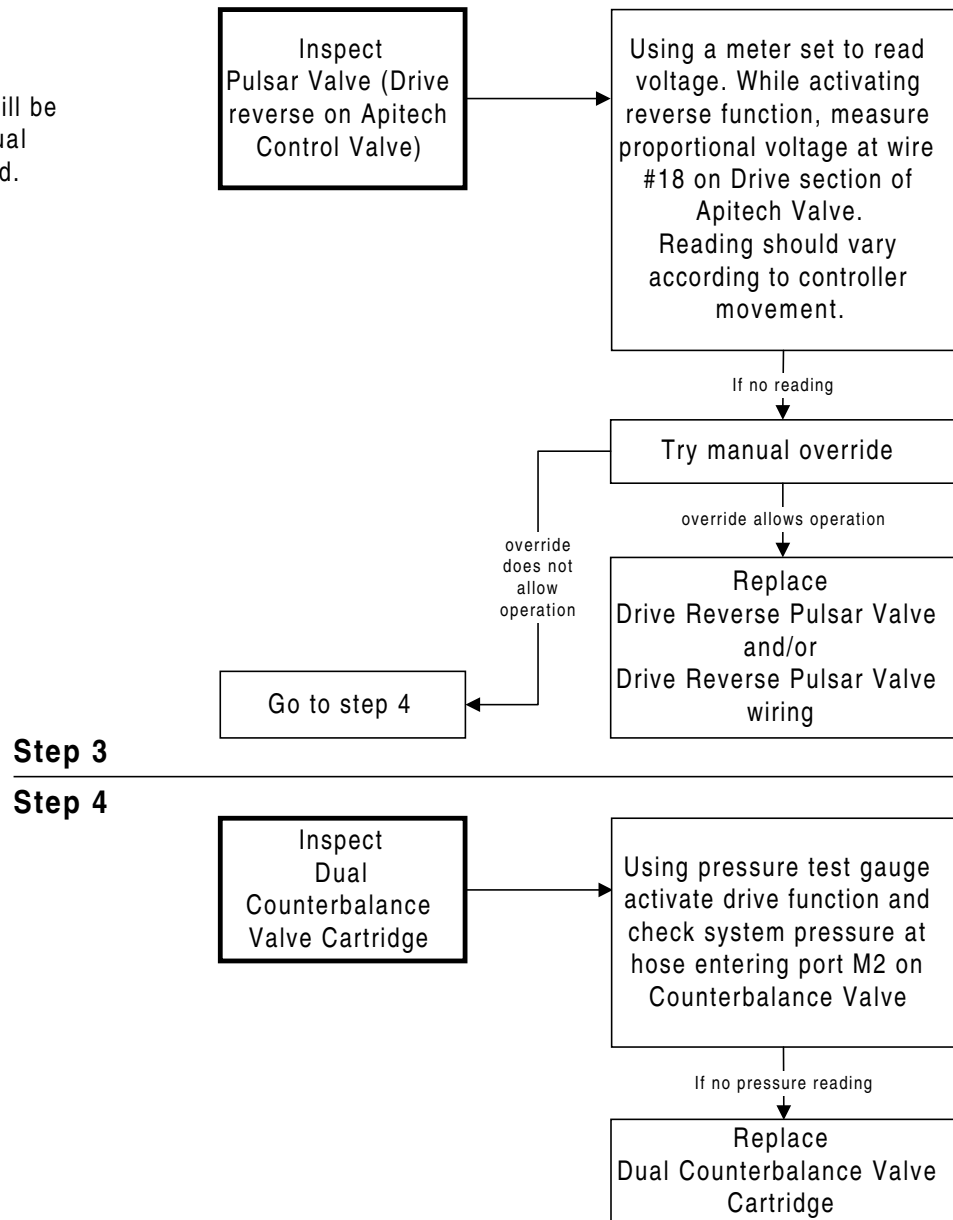 ill be
ual
d.
Inspect
Pulsar Valve (Drive
reverse on Apitech
Control Valve)
Using a meter set to read
voltage. While activating
reverse function, measure
proportional voltage at wire
#18 on Drive section of
Apitech Valve.
Reading should vary
according to controller
movement.
If no reading
Try manual override
override allows operation
override
does not
allow
operation
Replace
Drive Reverse Pulsar Valve
and/or
Drive Reverse Pulsar Valve
wiring
Go to step 4
Step 3
Step 4
Inspect
Dual
Counterbalance
Valve Cartridge
Using pressure test gauge
activate drive function and
check system pressure at
hose entering port M2 on
Counterbalance Valve
If no pressure reading
Replace
Dual Counterbalance Valve
Cartridge